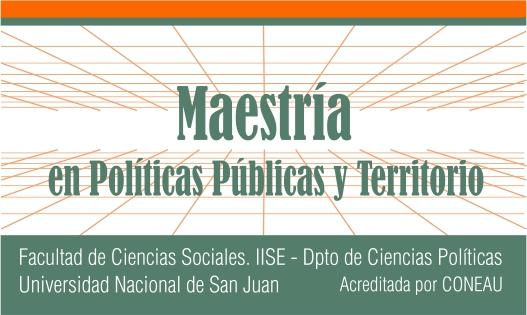 Maestría
en Políticas Públicas y Territorio
Facultad de Ciencias Sociales. IISE - Dpto de Ciencias Políticas
Universidad Nacional de San Juan Acreditada por CONEAU